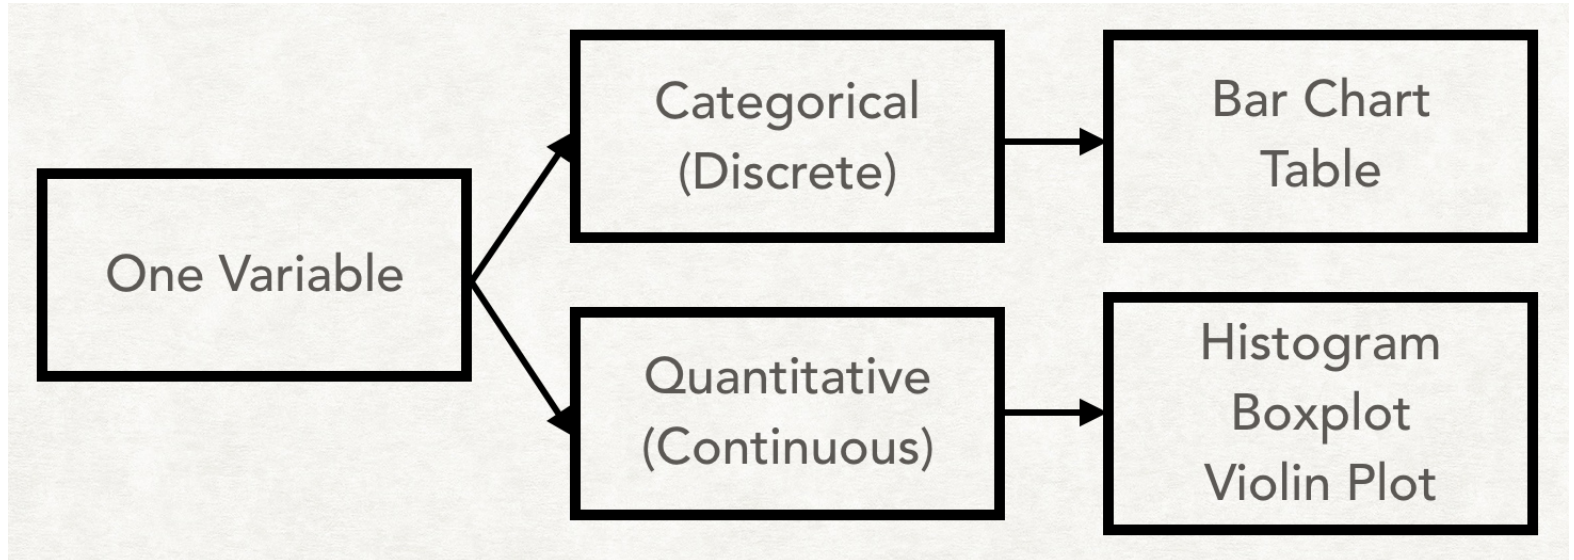 One Variable
Categorical
(Discrete)
Bar Chart
Table
Quantitative
(Continuous)
Histogram
Boxplot
Violin Plot